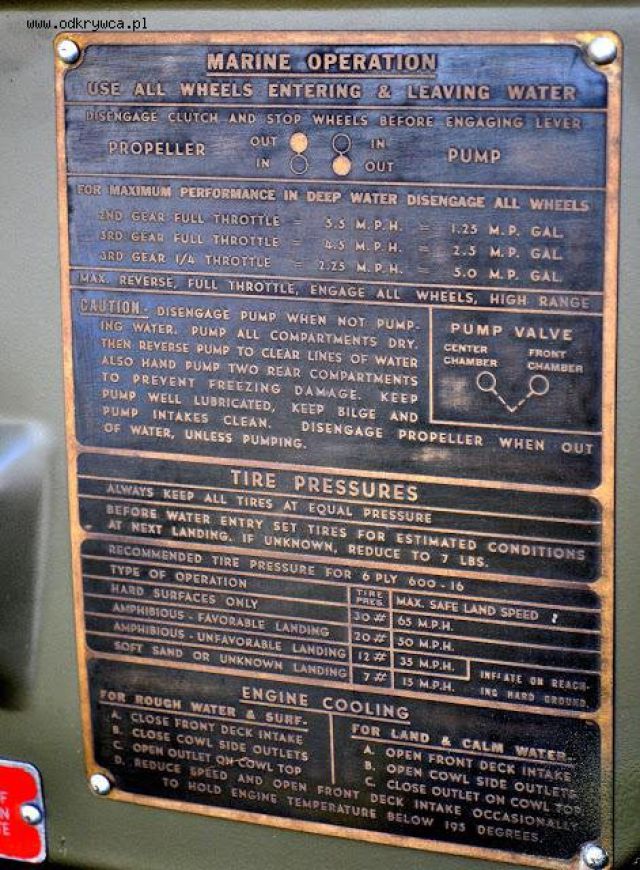 www.odkrywca.pl
MARINE OPERATION
USE ALL WHEELS ENTERING & LEAVING WATER
DISENGAGE CLUTCH AND STOP WHEELS BEFORE ENGAGING LEVER
PROPELLER OUT IN PUMP
IN OUT
FOR MAXIMUM PERFORMANCE IN DEEP WATER DISENGAGE ALL WHEELS
2ND GEAR FULL THROTTLE = 5.5 M.P.H. = 1.25 M.P. GAL.
3RD GEAR FULL THROTTLE = 4.5 M.P.H. = 2.5 M.P. GAL.
3RD GEAR 1/4 THROTTLE = 2.25 M.P.H. = 5.0 M.P. GAL.
MAX. REVERSE, FULL THROTTLE, ENGAGE ALL WHEELS, HIGH RANGE
CAUTION- DISENGAGE PUMP WHEN NOT PUMP-
ING WATER. PUMP ALL COMPARTMENTS DRY.
THEN REVERSE PUMP TO CLEAR LINES OF WATER
ALSO HAND PUMP TWO REAR COMPARTMENTS
TO PREVENT FREEZING DAMAGE. KEEP
PUMP WELL LUBRICATED, KEEP BILGE AND
PUMP INTAKES CLEAN. DISENGAGE PROPELLER WHEN OUT
OF WATER, UNLESS PUMPING.
PUMP VALVE
CENTER CHAMBER
FRONT CHAMBER
TIRE PRESSURES
ALWAYS KEEP ALL TIRES AT EQUAL PRESSURE
BEFORE WATER ENTRY SET TIRES FOR ESTIMATED CONDITIONS
AT NEXT LANDING. IF UNKNOWN, REDUCE TO 7 LBS.
RECOMMENDED TIRE PRESSURE FOR 6 PLY 600-16
TYPE OF OPERATION TIRE PRES. MAX. SAFE LAND SPEED
HARD SURFACES ONLY 30# 65 M.P.H.
AMPHIBIOUS - FAVORABLE LANDING 20# 50 M.P.H.
AMPHIBIOUS - UNFAVORABLE LANDING 12# 35 M.P.H.
SOFT SAND OR UNKNOWN LANDING 7# 15 M.P.H.
INFLATE ON REACH-
ING HARD GROUND.
ENGINE COOLING
FOR ROUGH WATER & SURF-
A. CLOSE FRONT DECK INTAKE
B. CLOSE COWL SIDE OUTLETS
C. OPEN OUTLET ON COWL TOP
D. REDUCE SPEED AND OPEN FRONT DECK INTAKE OCCASIONALLY
TO HOLD ENGINE TEMPERATURE BELOW 195 DEGREES.
FOR LAND & CALM WATER-
A. OPEN FRONT DECK INTAKE
B. OPEN COWL SIDE OUTLETS
C. CLOSE OUTLET ON COWL TOP